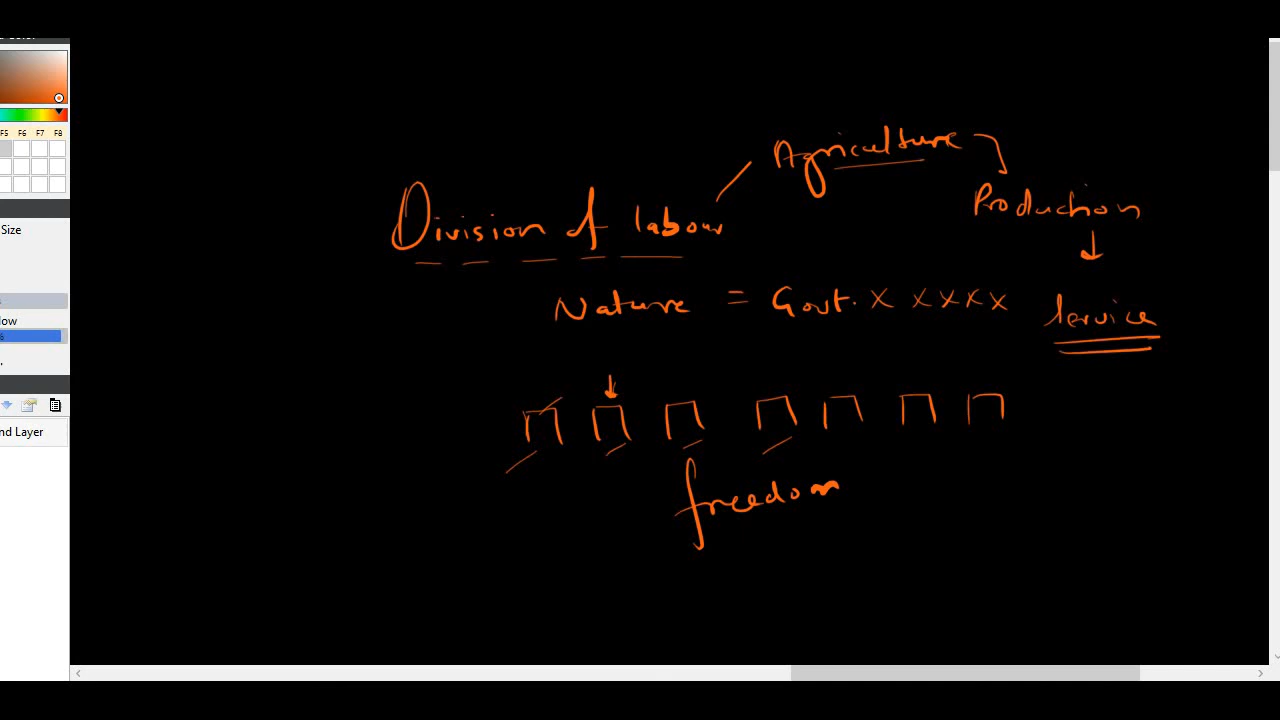 F5 F6 F7 F8
Agriculture
Production
Size
Division of labour
Nature = Govt. X X X X X
Service
low
freedom
nd Layer